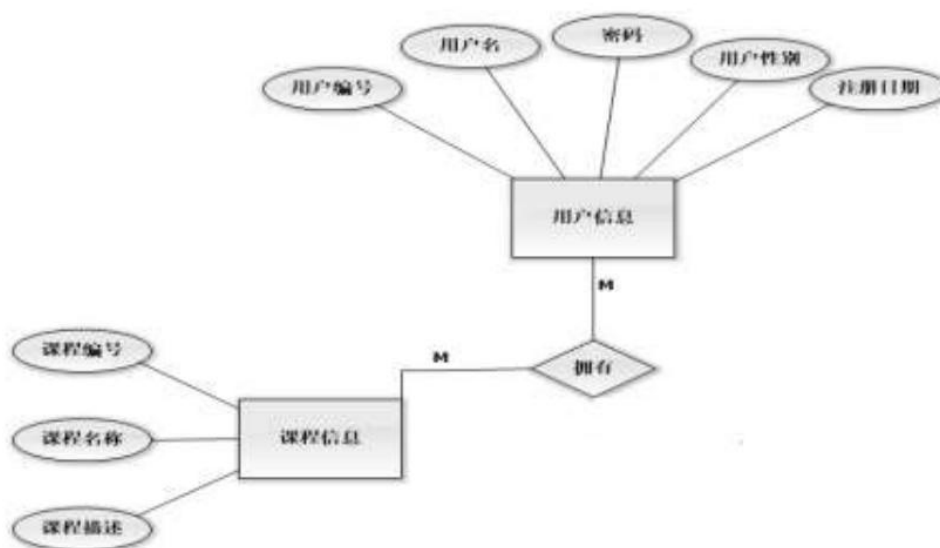 密码
用户名
用户性别
用户编号
注册日期
用户信息
M
M
课程编号
拥有
课程名称
课程信息
课程描述